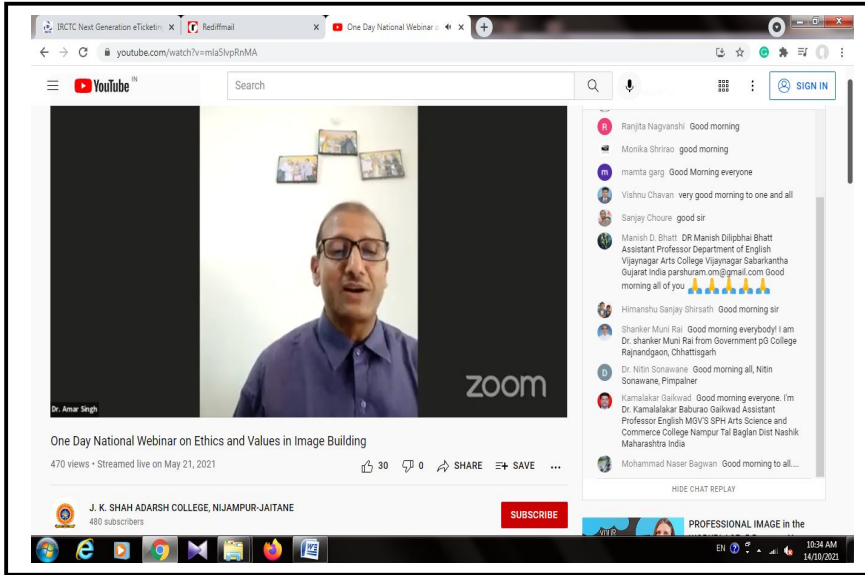 IRCTC Next Generation eTicketing
Rediffmail
One Day National Webinar o
youtube.com/watch?v=mla5lvpRnMA
YouTube IN
Search
SIGN IN
Ranjita Nagvanshi Good morning
Monika Shrirao good morning
mamta garg Good Morning everyone
Vishnu Chavan very good morning to one and all
Sanjay Choure good sir
Manish D. Bhatt DR Manish Dilipbhai Bhatt
Assistant Professor Department of English
Vijaynagar Arts College Vijaynagar Sabarkantha
Gujarat India parshuram.om@gmail.com Good
morning all of you 🙏🙏🙏🙏🙏
Himanshu Sanjay Shirsath Good morning sir
Shanker Muni Rai Good morning everybody! I am
Dr. shanker Muni Rai from Government pG College
Rajnandgaon, Chhattisgarh
Dr. Nitin Sonawane Good morning all, Nitin
Sonawane, Pimpalner
Kamalakar Gaikwad Good morning everyone. I'm
Dr. Kamalalakar Baburao Gaikwad Assistant
Professor English MGV'S SPH Arts Science and
Commerce College Nampur Tal Baglan Dist Nashik
Maharashtra India
Mohammad Naser Bagwan Good morning to all....
HIDE CHAT REPLAY
zoom
Dr. Amar Singh
One Day National Webinar on Ethics and Values in Image Building
470 views • Streamed live on May 21, 2021
30 0 SHARE SAVE ...
J. K. SHAH ADARSH COLLEGE, NIJAMPUR-JAITANE
480 subscribers
SUBSCRIBE
YOUR
PROFESSIONAL IMAGE in the
EN
10:34 AM
14/10/2021